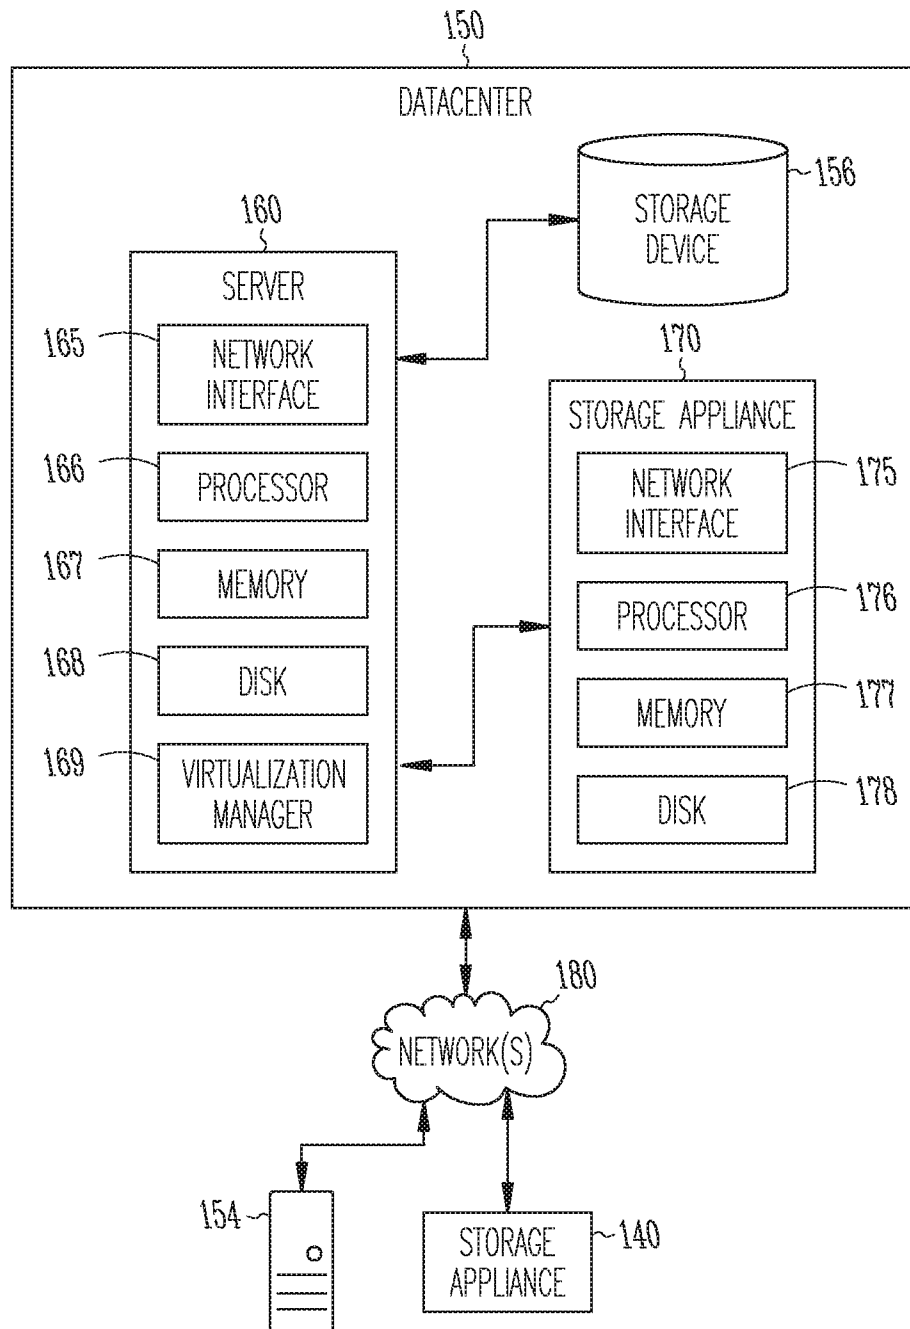 150
DATACENTER
156
STORAGE
DEVICE
160
SERVER
165
NETWORK
INTERFACE
166
PROCESSOR
167
MEMORY
168
DISK
169
VIRTUALIZATION
MANAGER
170
STORAGE APPLIANCE
175
NETWORK
INTERFACE
176
PROCESSOR
177
MEMORY
178
DISK
180
NETWORK(S)
154
140
STORAGE
APPLIANCE